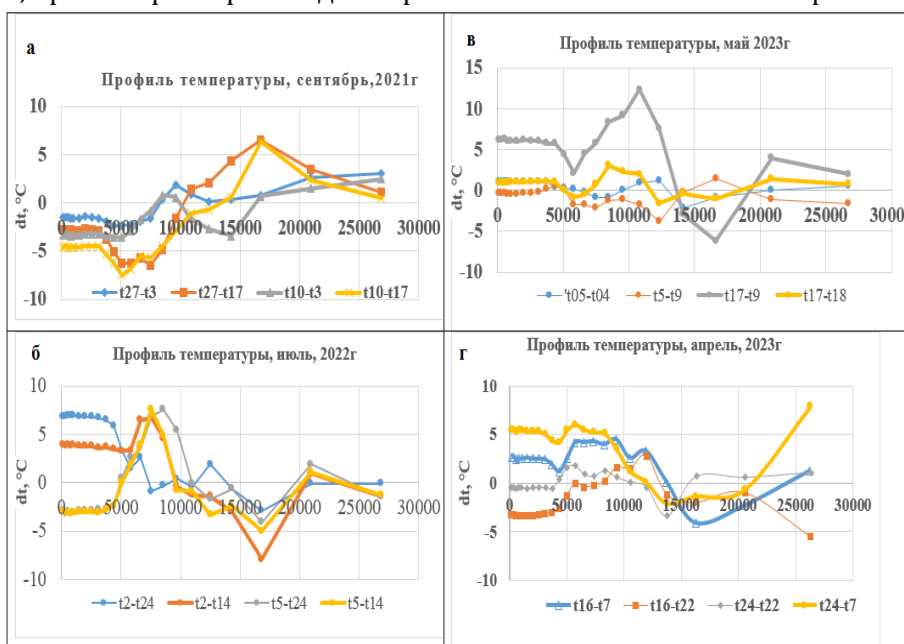 а
Профиль температуры, сентябрь,2021г
10
5
0
-5
-10
dt, °С
0
5000
10000
15000
20000
25000
30000
t27-t3
t27-t17
t10-t3
t10-t17
в
Профиль температуры, май 2023г
15
10
5
0
-5
-10
dt, °С
0
5000
10000
15000
20000
25000
30000
't05-t04
t5-t9
t17-t9
t17-t18
б
Профиль температуры, июль, 2022г
10
5
0
-5
-10
dt, °С
0
5000
10000
15000
20000
25000
30000
t2-t24
t2-t14
t5-t24
t5-t14
г
Профиль температуры, апрель, 2023г
10
5
0
-5
-10
dt, °С
0
5000
10000
15000
20000
25000
30000
t16-t7
t16-t22
t24-t22
t24-t7